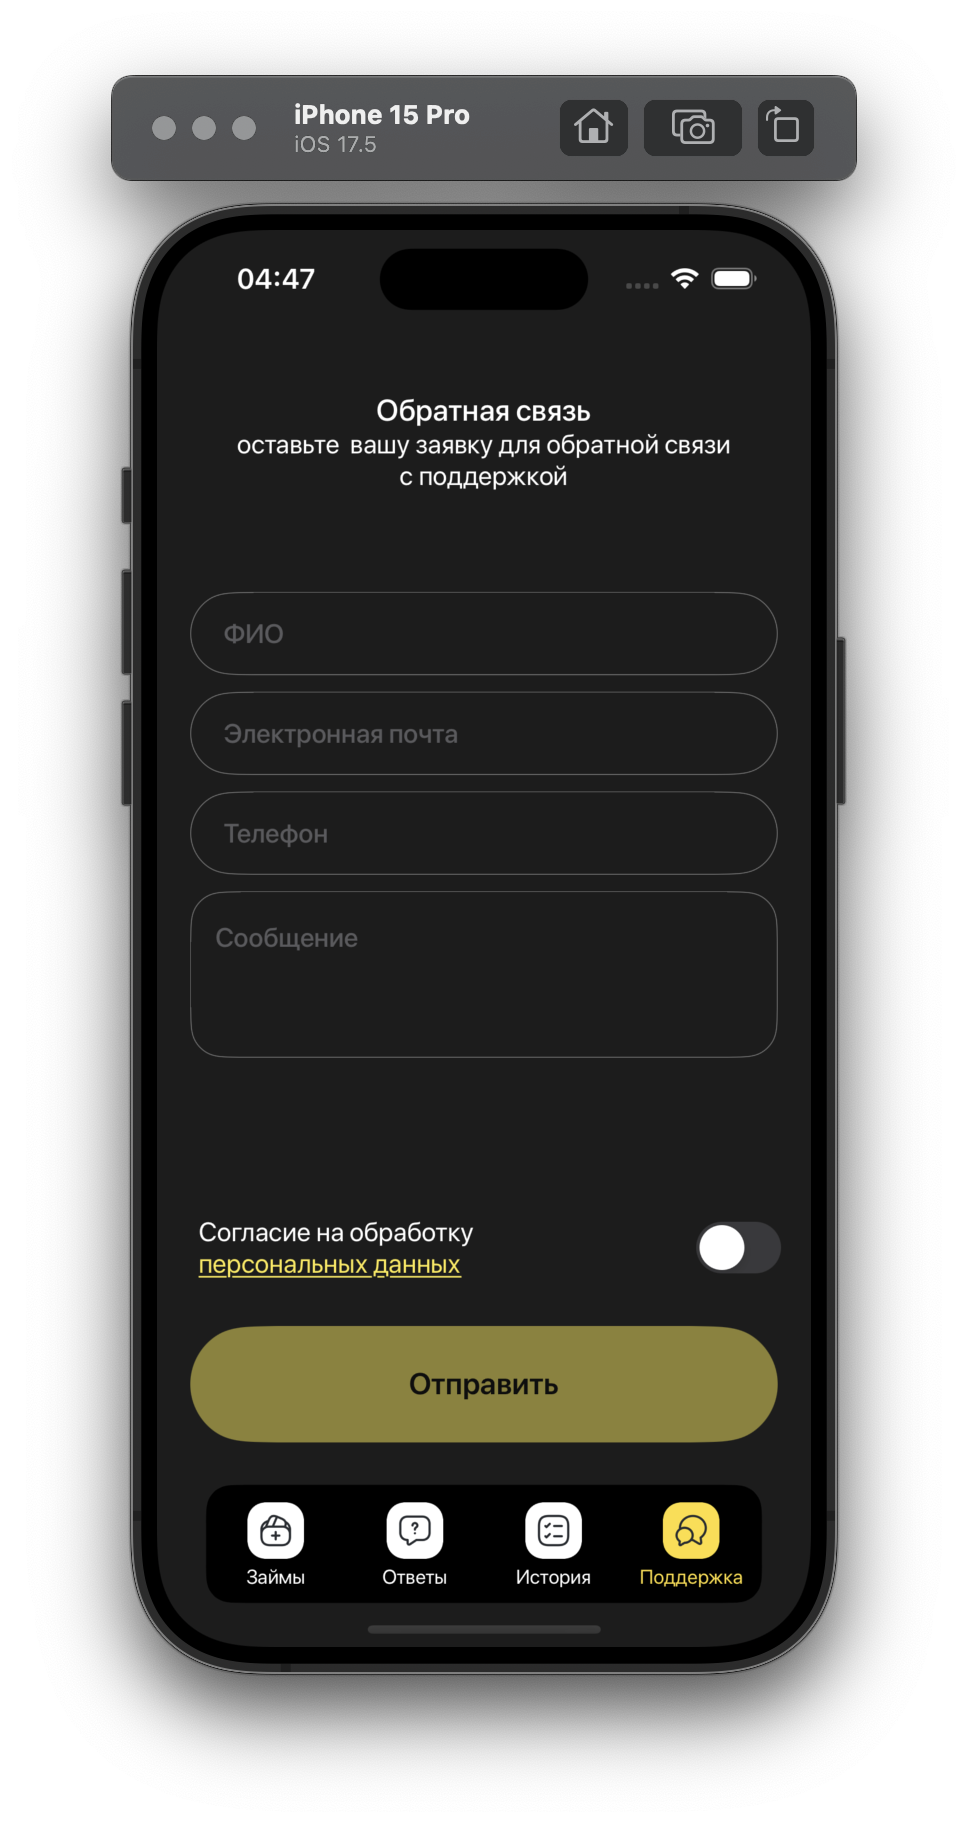 iPhone 15 Pro
iOS 17.5
04:47
Обратная связь
оставьте  вашу заявку для обратной связи
с поддержкой
ФИО
Электронная почта
Телефон
Сообщение
Согласие на обработку
персональных данных
Отправить
Займы
Ответы
История
Поддержка